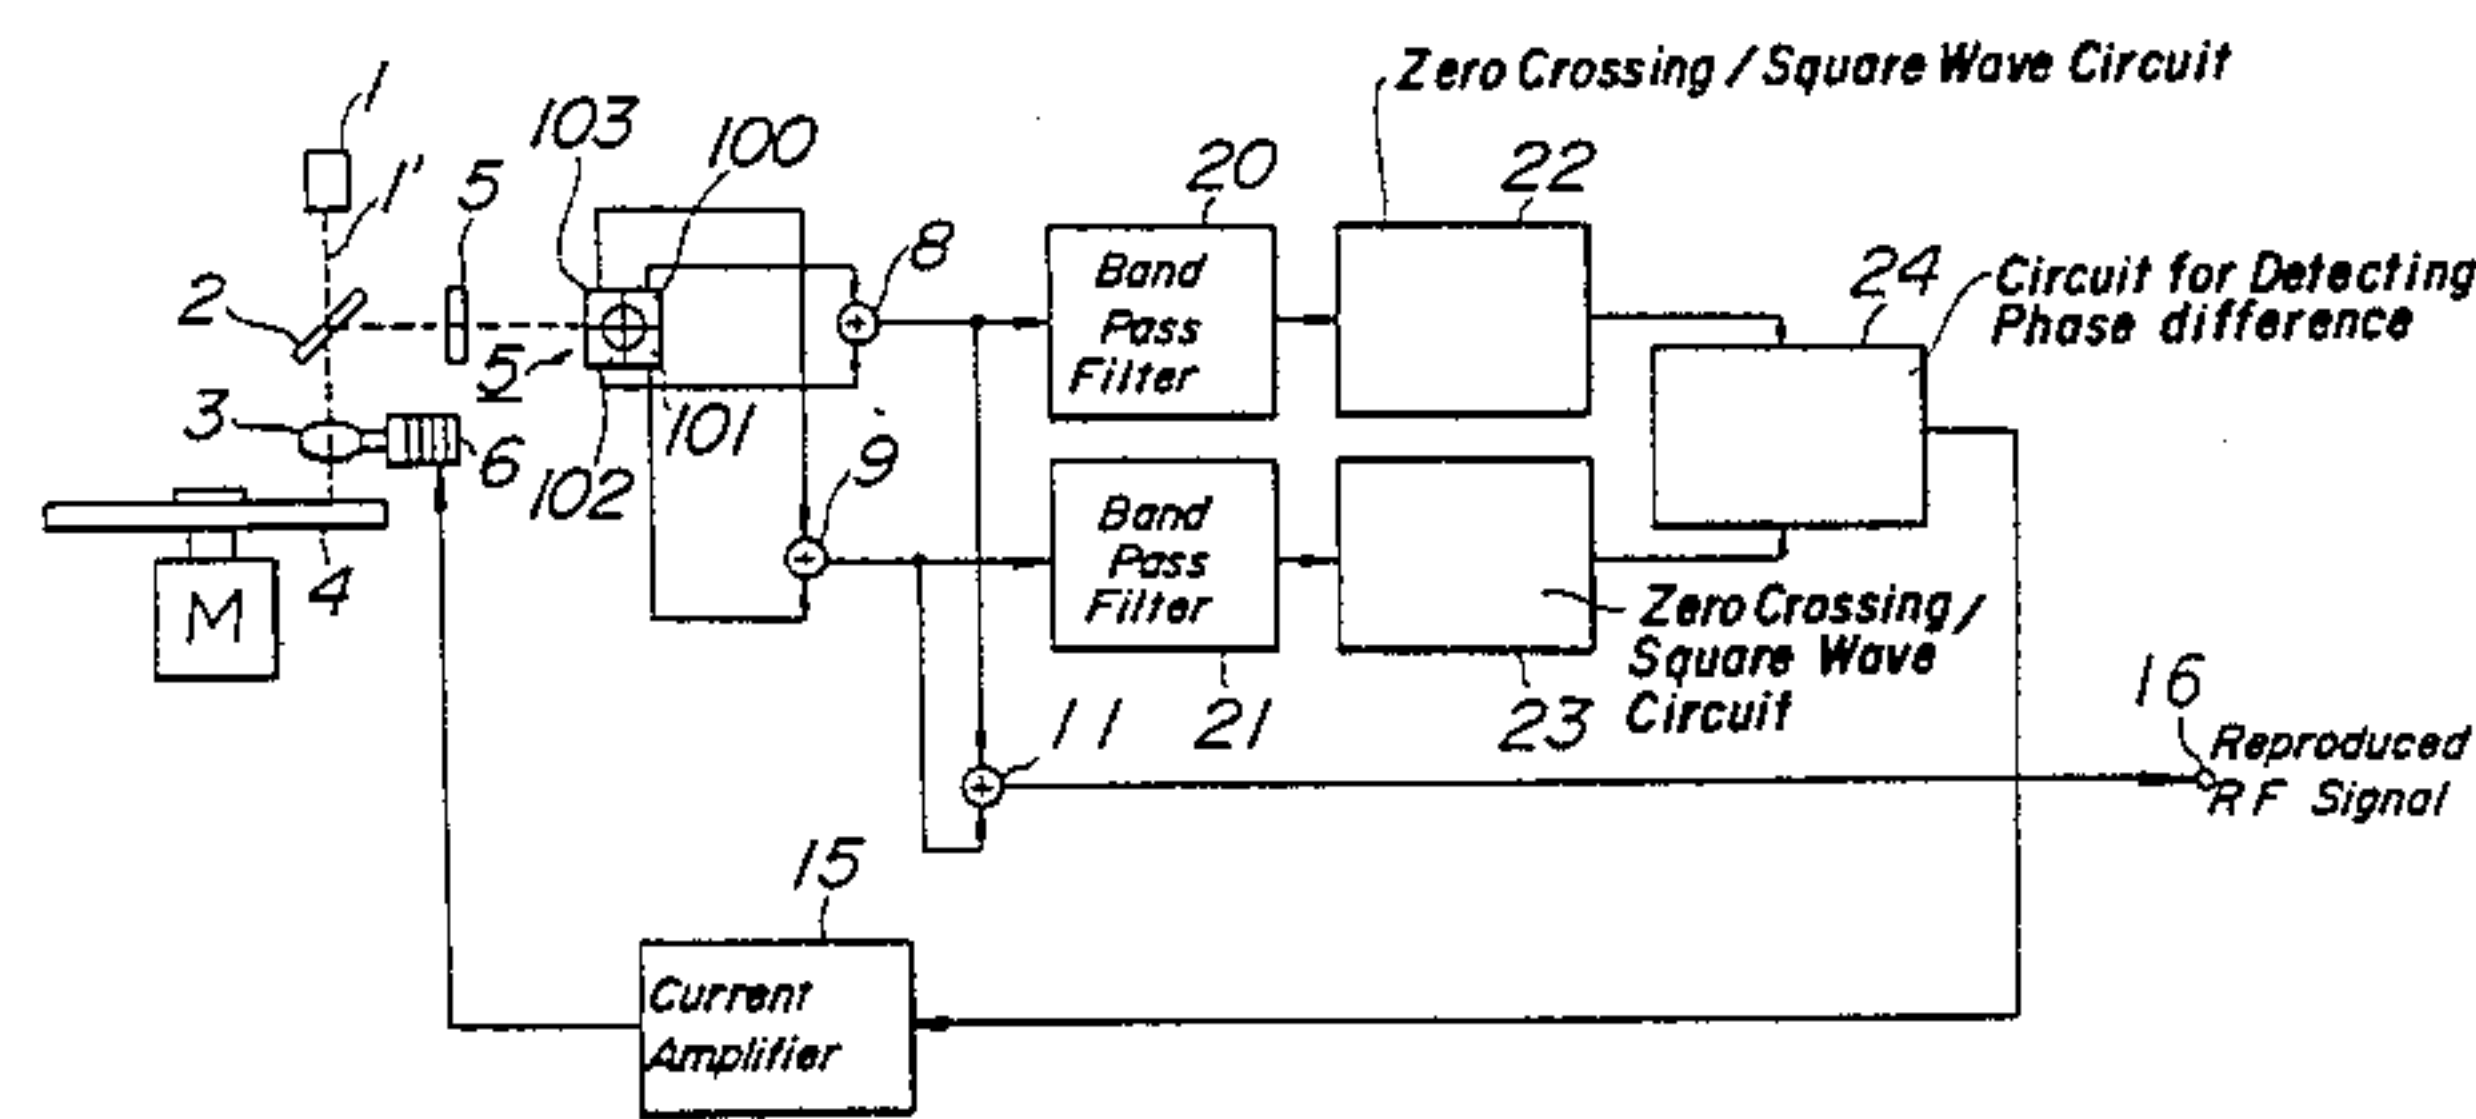 Zero Crossing / Square Wave Circuit
1
103
100
1'
5
20
22
8
24
Circuit for Detecting
Phase difference
2
Band
Pass
Filter
5
3
6
101
102
9
Band
Pass
Filter
4
M
Zero Crossing /
Square Wave
Circuit
11
21
23
16
Reproduced
RF Signal
15
Current
Amplifier